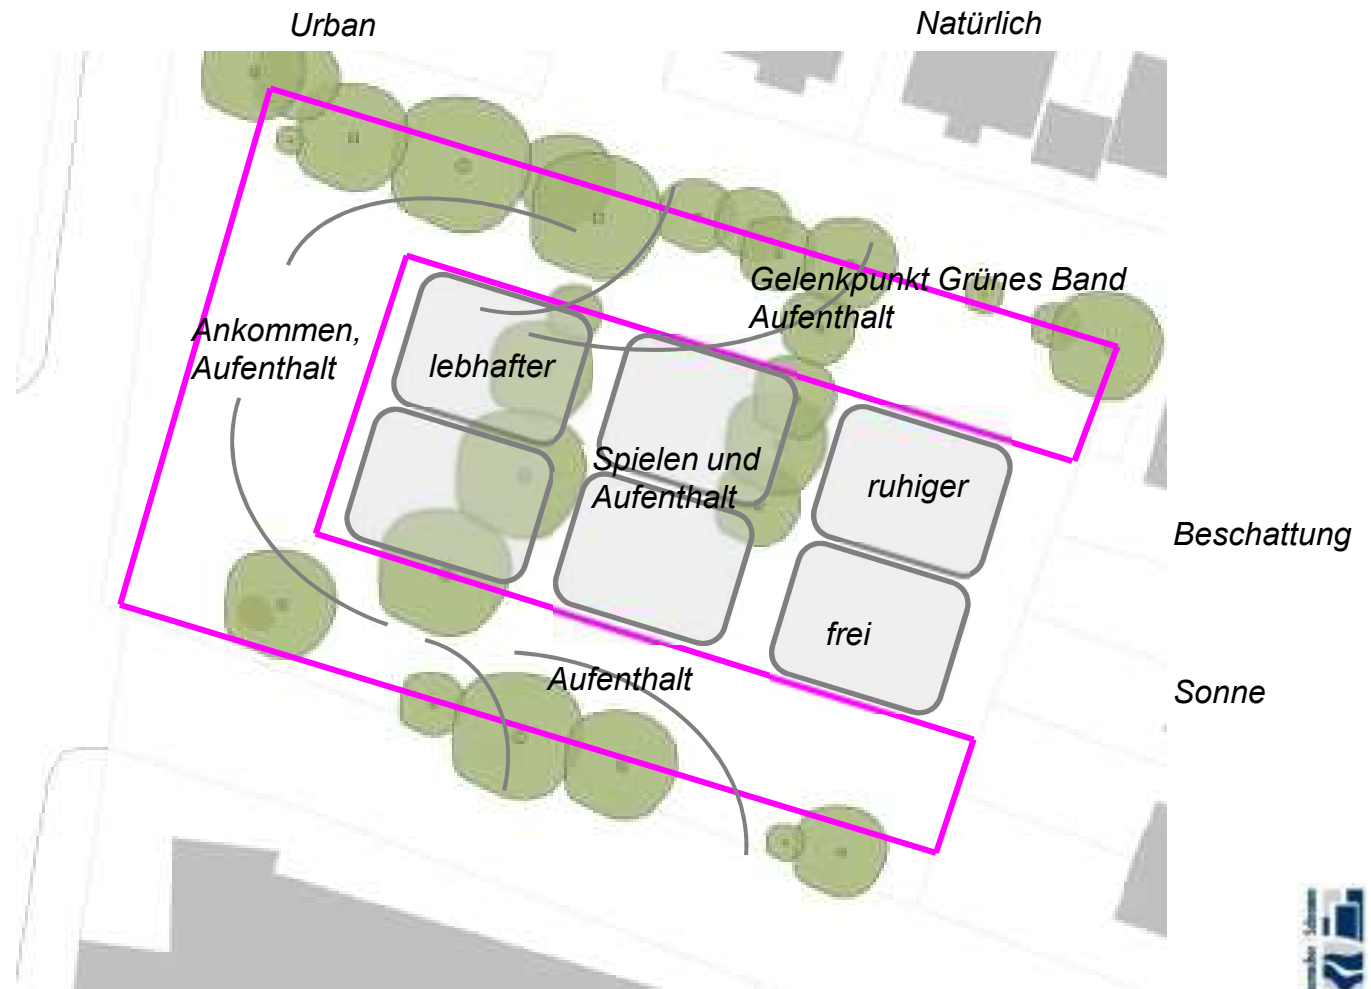 Urban
Natürlich
Gelenkpunkt Grünes Band
Aufenthalt
Ankommen,
Aufenthalt
lebhafter
Spielen und
Aufenthalt
ruhiger
Beschattung
frei
Aufenthalt
Sonne